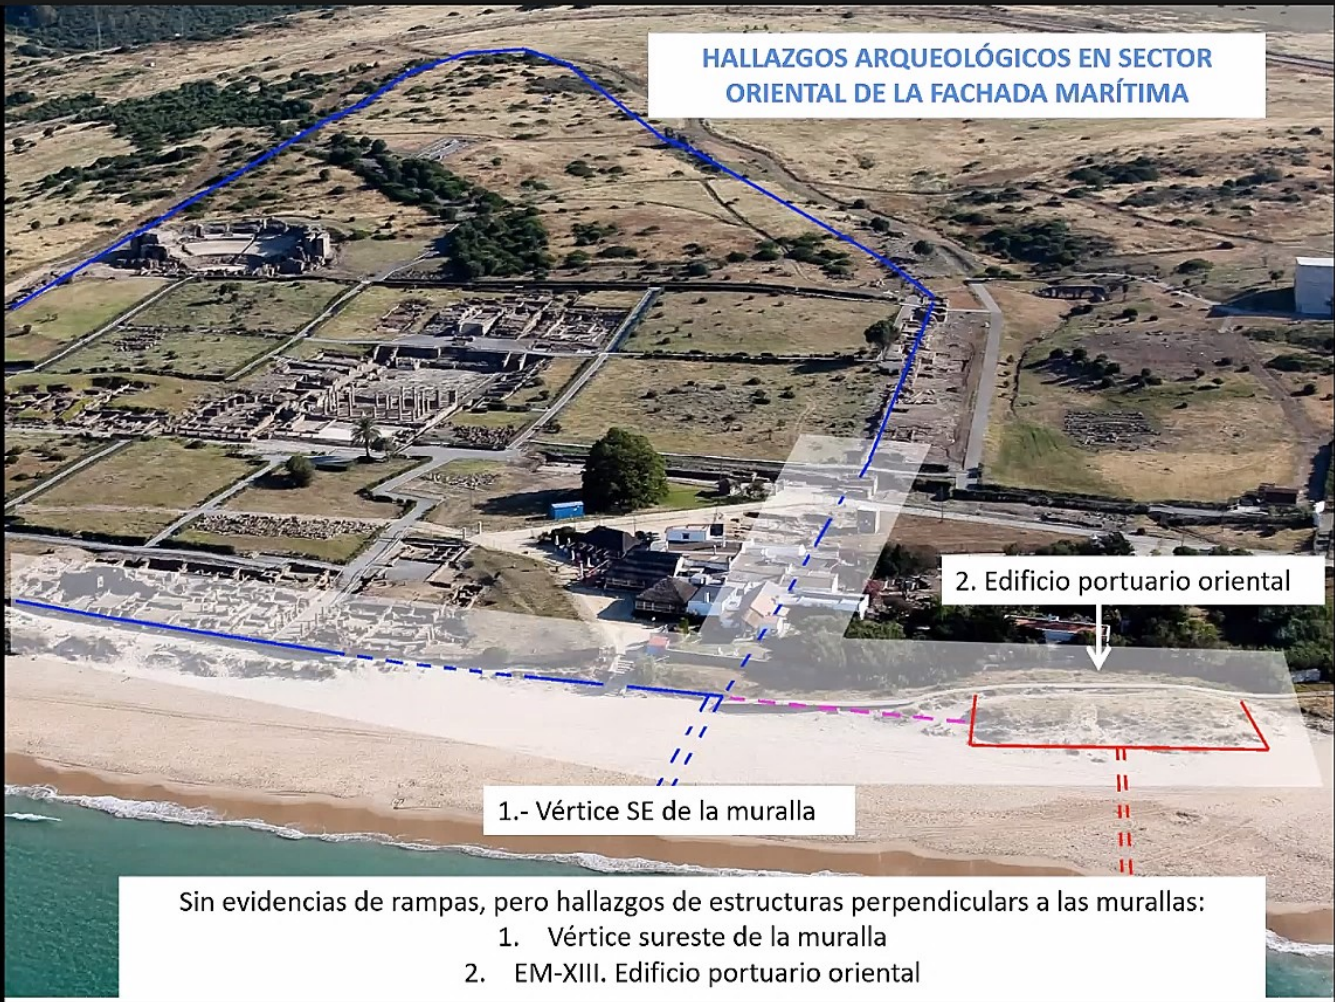 HALLAZGOS ARQUEOLÓGICOS EN SECTOR
ORIENTAL DE LA FACHADA MARÍTIMA
2. Edificio portuario oriental
1.- Vértice SE de la muralla
Sin evidencias de rampas, pero hallazgos de estructuras perpendiculars a las murallas:
1. Vértice sureste de la muralla
2. EM-XIII. Edificio portuario oriental